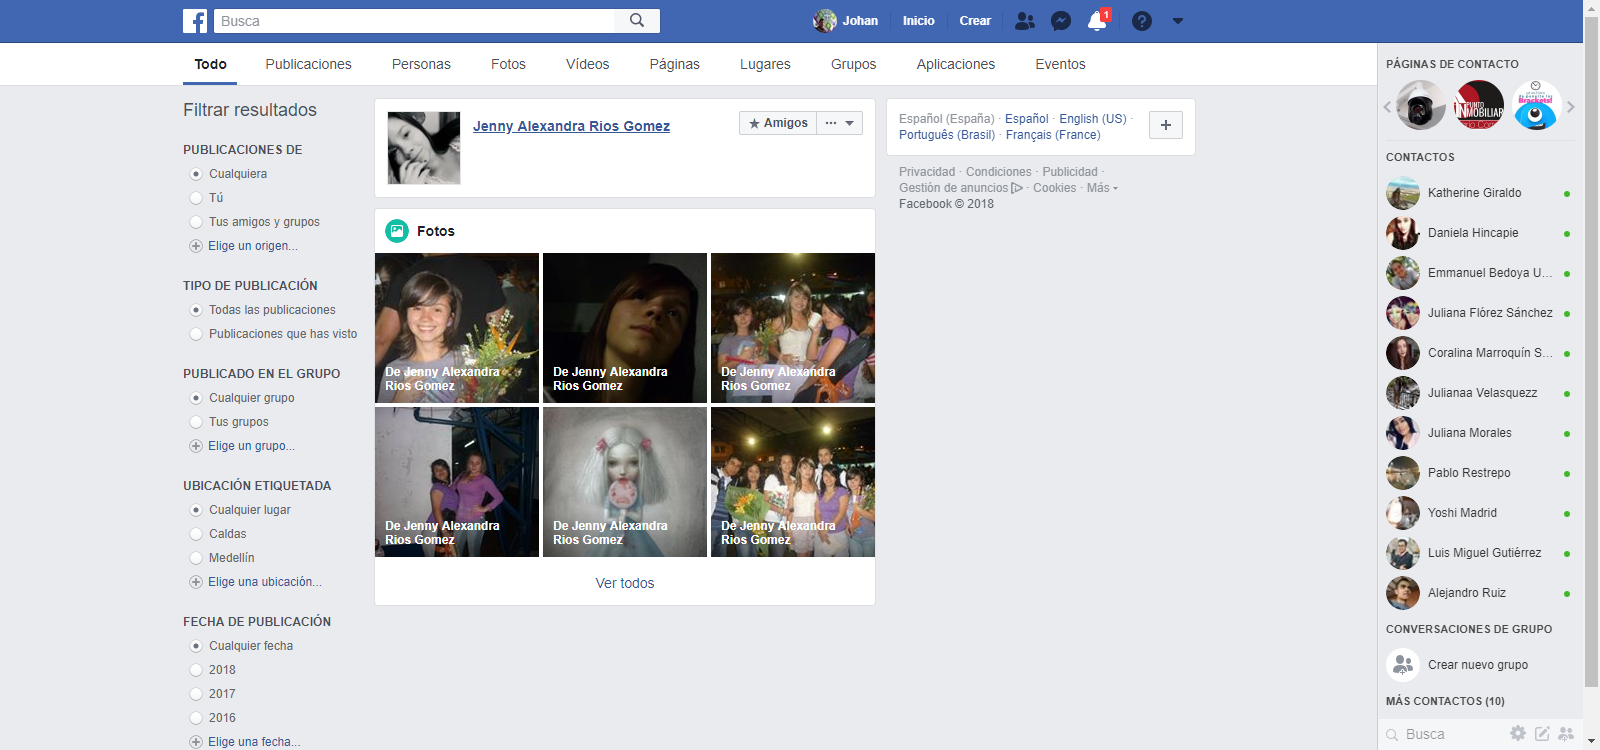 Busca
Johan
Inicio
Crear
1
Todo
Publicaciones
Personas
Fotos
Vídeos
Páginas
Lugares
Grupos
Aplicaciones
Eventos
Filtrar resultados
PUBLICACIONES DE
Cualquiera
Tú
Tus amigos y grupos
Elige un origen...
TIPO DE PUBLICACIÓN
Todas las publicaciones
Publicaciones que has visto
PUBLICADO EN EL GRUPO
Cualquier grupo
Tus grupos
Elige un grupo...
UBICACIÓN ETIQUETADA
Cualquier lugar
Caldas
Medellín
Elige una ubicación...
FECHA DE PUBLICACIÓN
Cualquier fecha
2018
2017
2016
Elige una fecha...
Jenny Alexandra Rios Gomez
Amigos
Fotos
De Jenny Alexandra
Rios Gomez
De Jenny Alexandra
Rios Gomez
De Jenny Alexandra
Rios Gomez
De Jenny Alexandra
Rios Gomez
De Jenny Alexandra
Rios Gomez
De Jenny Alexandra
Rios Gomez
Ver todos
Español (España) · Español · English (US) ·
Português (Brasil) · Français (France)
Privacidad · Condiciones · Publicidad ·
Gestión de anuncios · Cookies · Más
Facebook © 2018
PÁGINAS DE CONTACTO
PUNTO
INMOBILIAR
Brackets!
CONTACTOS
Katherine Giraldo
Daniela Hincapie
Emmanuel Bedoya U...
Juliana Flórez Sánchez
Coralina Marroquín S...
Julianaa Velasquezz
Juliana Morales
Pablo Restrepo
Yoshi Madrid
Luis Miguel Gutiérrez
Alejandro Ruiz
CONVERSACIONES DE GRUPO
Crear nuevo grupo
MÁS CONTACTOS (10)
Busca